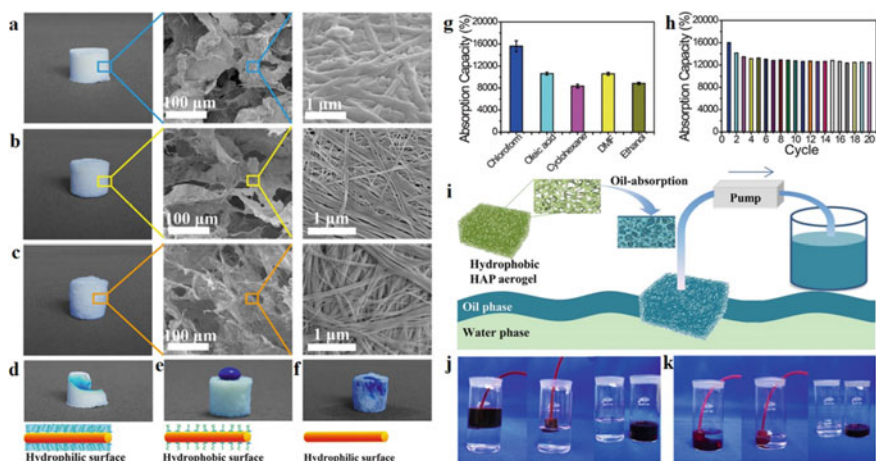 a
100 µm
1 µm
b
100 µm
1 µm
c
100 µm
1 µm
d
e
f
Hydrophilic surface
Hydrophobic surface
Hydrophilic surface
g
Absorption Capacity (%)
20000
16000
12000
8000
4000
0
Chloroform
Oleic acid
Cyclohexane
DMF
Ethanol
h
Absorption Capacity (%)
20000
16000
12000
8000
4000
0
0 2 4 6 8 10 12 14 16 18 20
Cycle
i
Oil-absorption
Pump
Hydrophobic
HAP aerogel
Oil phase
Water phase
j
k